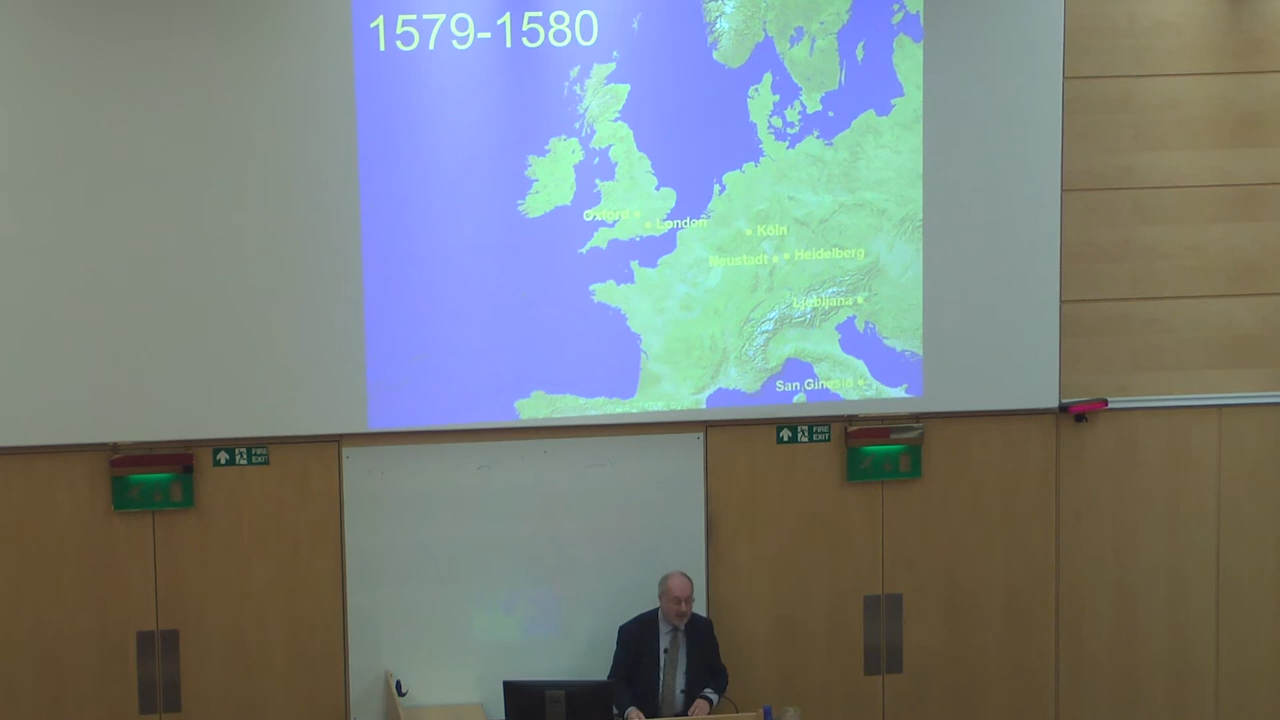 1579-1580
Oxford
London
Köln
Neustadt
Heidelberg
Ljubljana
San Ginesio
FIRE EXIT
FIRE EXIT